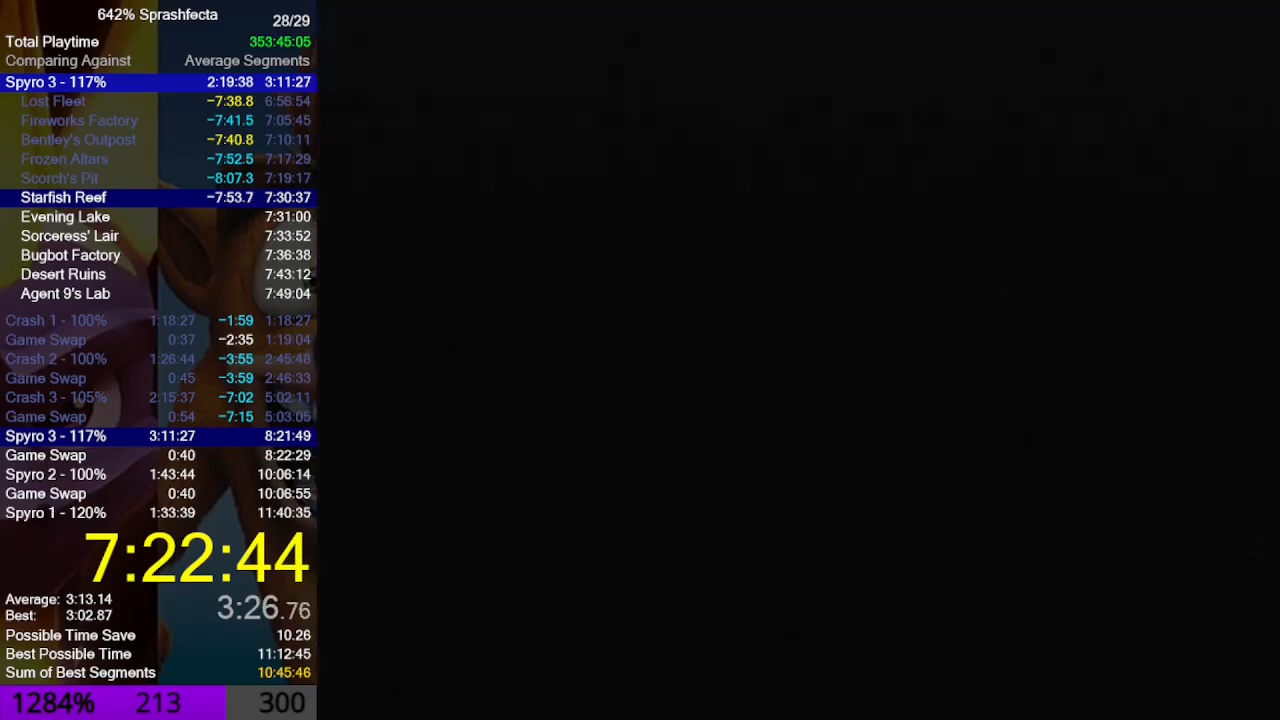 642% Sprashfecta
28/29
Total Playtime 353:45:05
Comparing Against Average Segments
Spyro 3 - 117% 2:19:38 3:11:27
Lost Fleet −7:38.8 6:56:54
Fireworks Factory −7:41.5 7:05:45
Bentley's Outpost −7:40.8 7:10:11
Frozen Altars −7:52.5 7:17:29
Scorch's Pit −8:07.3 7:19:17
Starfish Reef −7:53.7 7:30:37
Evening Lake 7:31:00
Sorceress' Lair 7:33:52
Bugbot Factory 7:36:38
Desert Ruins 7:43:12
Agent 9's Lab 7:49:04
Crash 1 - 100% 1:18:27 −1:59 1:18:27
Game Swap 0:37 −2:35 1:19:04
Crash 2 - 100% 1:26:44 −3:55 2:45:48
Game Swap 0:45 −3:59 2:46:33
Crash 3 - 105% 2:15:37 −7:02 5:02:11
Game Swap 0:54 −7:15 5:03:05
Spyro 3 - 117% 3:11:27 8:21:49
Game Swap 0:40 8:22:29
Spyro 2 - 100% 1:43:44 10:06:14
Game Swap 0:40 10:06:55
Spyro 1 - 120% 1:33:39 11:40:35
7:22:44
Average: 3:13.14
Best: 3:02.87
3:26.76
Possible Time Save 10.26
Best Possible Time 11:12:45
Sum of Best Segments 10:45:46
1284% 213 300